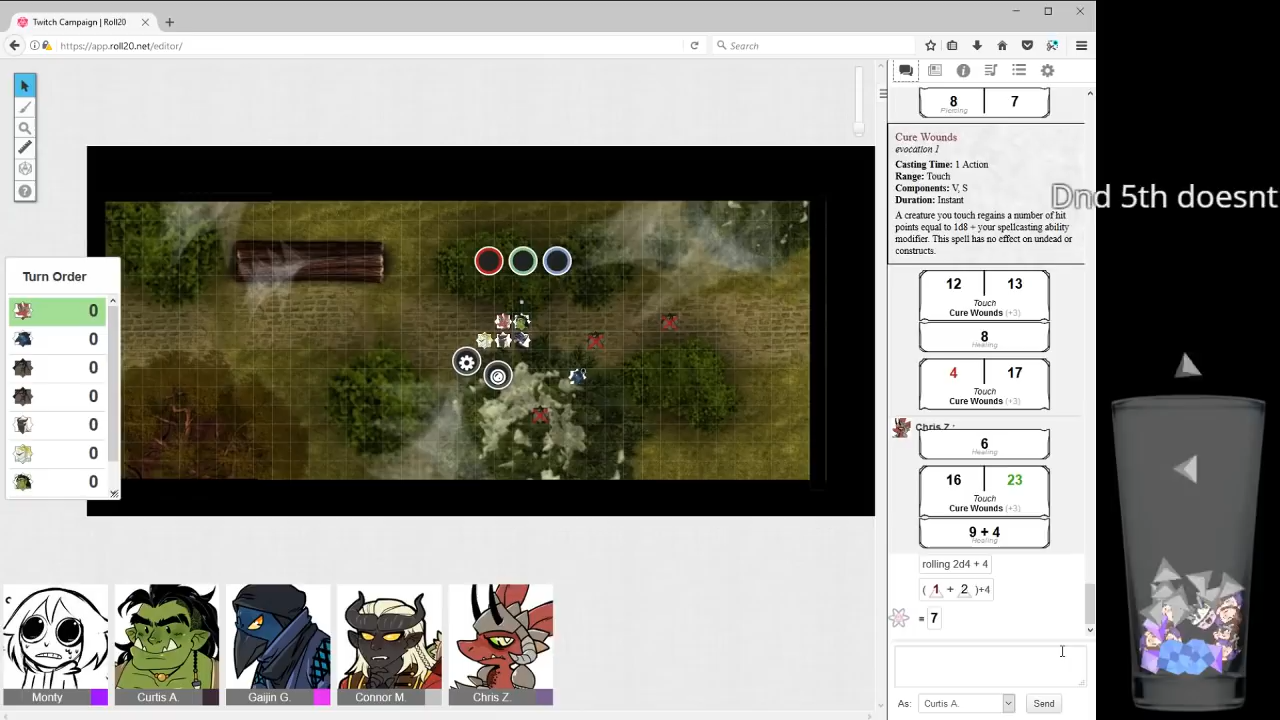 Twitch Campaign | Roll20
https://app.roll20.net/editor/
Search
8
7
Piercing
Cure Wounds
evocation 1
Casting Time: 1 Action
Range: Touch
Components: V, S
Duration: Instant
A creature you touch regains a number of hit
points equal to 1d8 + your spellcasting ability
modifier. This spell has no effect on undead or
constructs.
Dnd 5th doesnt
12
13
Touch
Cure Wounds (+3)
8
Healing
4
17
Touch
Cure Wounds (+3)
Chris Z.:
6
Healing
16
23
Touch
Cure Wounds (+3)
9 + 4
Healing
rolling 2d4 + 4
( 1 + 2 )+4
= 7
As:
Curtis A.
Send
Turn Order
0
0
0
0
0
0
0
Monty
Curtis A.
Gaijin G.
Connor M.
Chris Z.